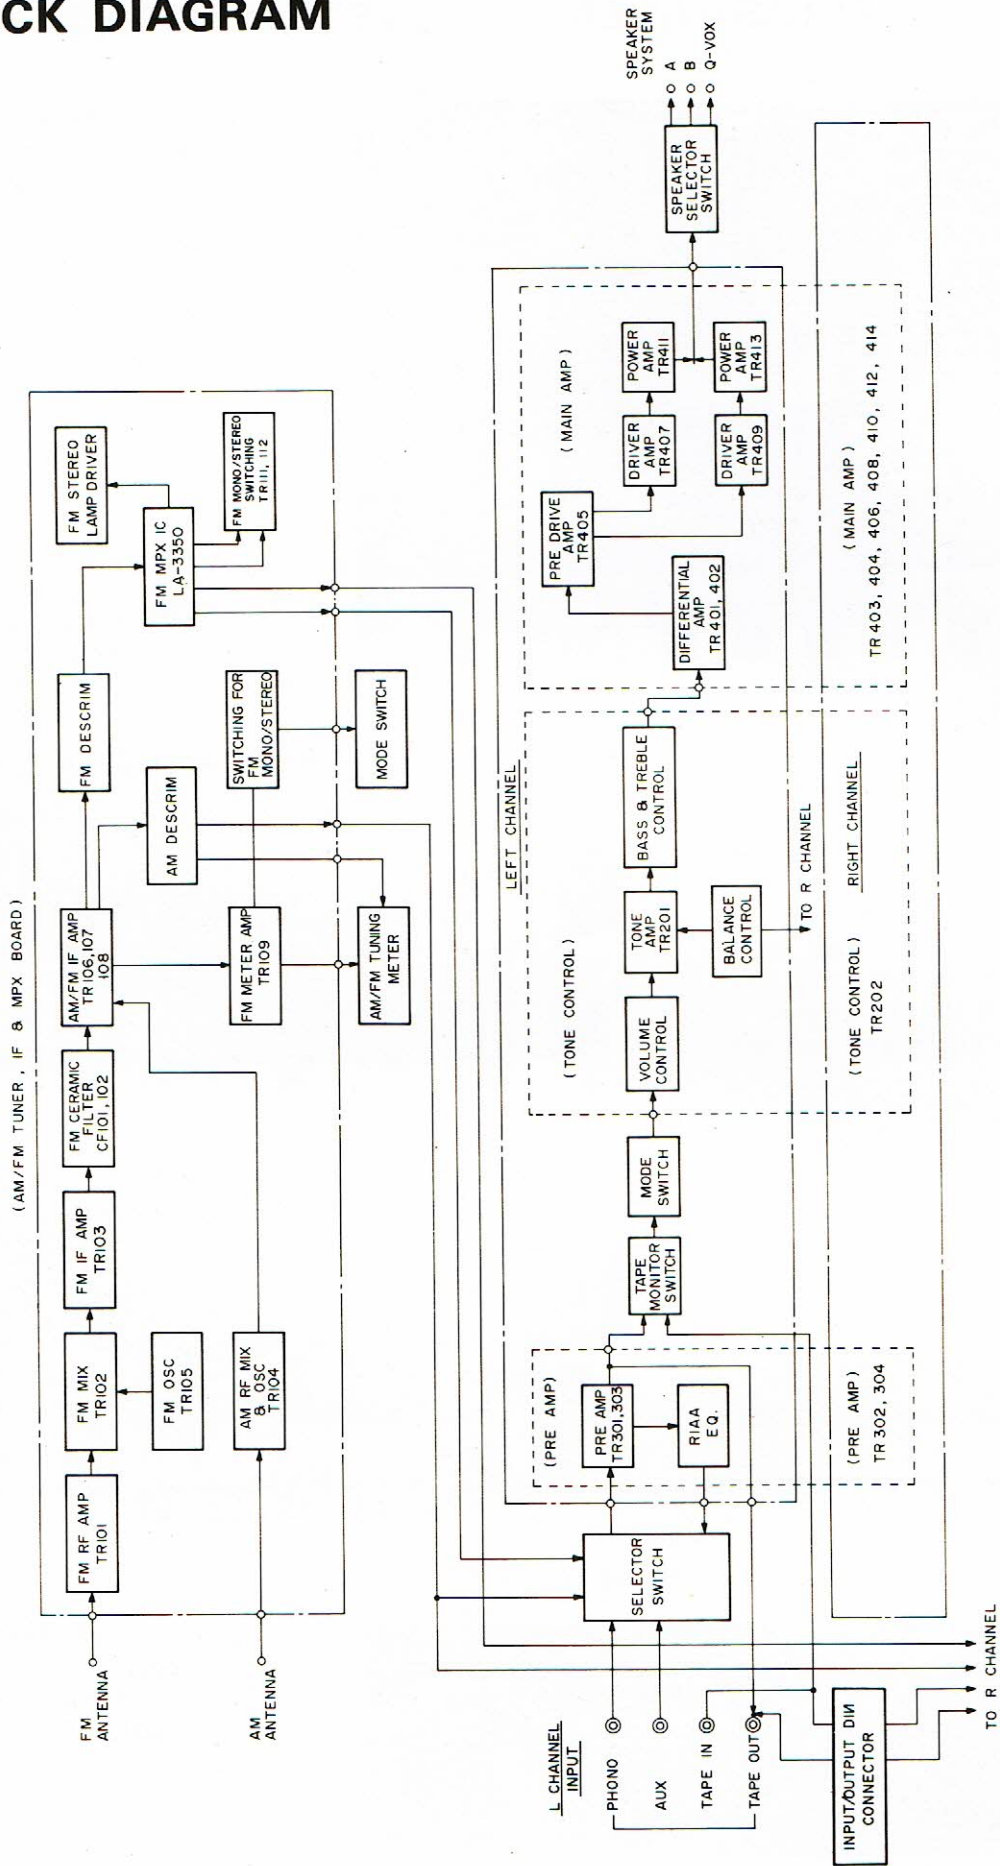 CK DIAGRAM
(AM/FM TUNER, IF & MPX BOARD)
FM
ANTENNA
FM RF AMP
TR101
FM MIX
TR102
FM OSC
TR105
FM IF AMP
TR103
FM CERAMIC
FILTER
CF101, 102
AM/FM IF AMP
TR106, 107
108
FM DESCRIM
FM MPX IC
LA-3350
FM STEREO
LAMP DRIVER
FM MONO/STEREO
SWITCHING
TR111, 112
AM
ANTENNA
AM RF MIX
& OSC
TR104
AM DESCRIM
FM METER AMP
TR109
SWITCHING FOR
FM
MONO/STEREO
AM/FM TUNING
METER
MODE SWITCH
L CHANNEL
INPUT
PHONO
AUX
TAPE IN
TAPE OUT
INPUT/OUTPUT DIN
CONNECTOR
TO R CHANNEL
SELECTOR
SWITCH
(PRE AMP)
PRE AMP
TR301, 303
RIAA
EQ.
(PRE AMP)
TR302, 304
TAPE
MONITOR
SWITCH
MODE
SWITCH
LEFT CHANNEL
(TONE CONTROL)
VOLUME
CONTROL
TONE
AMP
TR201
BALANCE
CONTROL
TO R CHANNEL
BASS & TREBLE
CONTROL
(TONE CONTROL)
TR202
RIGHT CHANNEL
(MAIN AMP)
DIFFERENTIAL
AMP
TR401, 402
PRE DRIVE
AMP
TR405
DRIVER
AMP
TR407
DRIVER
AMP
TR409
POWER
AMP
TR411
POWER
AMP
TR413
(MAIN AMP)
TR403, 404, 406, 408, 410, 412, 414
SPEAKER
SELECTOR
SWITCH
SPEAKER
SYSTEM
A
B
Q-VOX